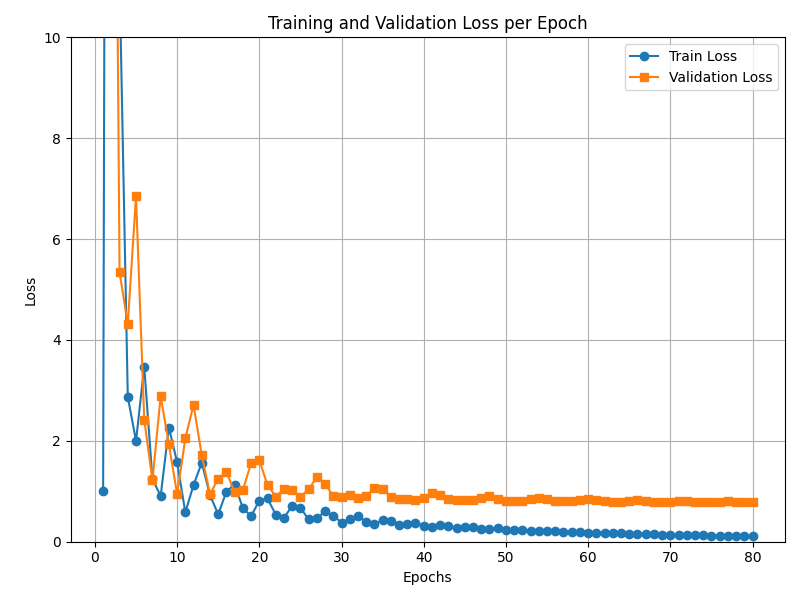 Training and Validation Loss per Epoch
Train Loss
Validation Loss
Loss
10
8
6
4
2
0
0 10 20 30 40 50 60 70 80
Epochs